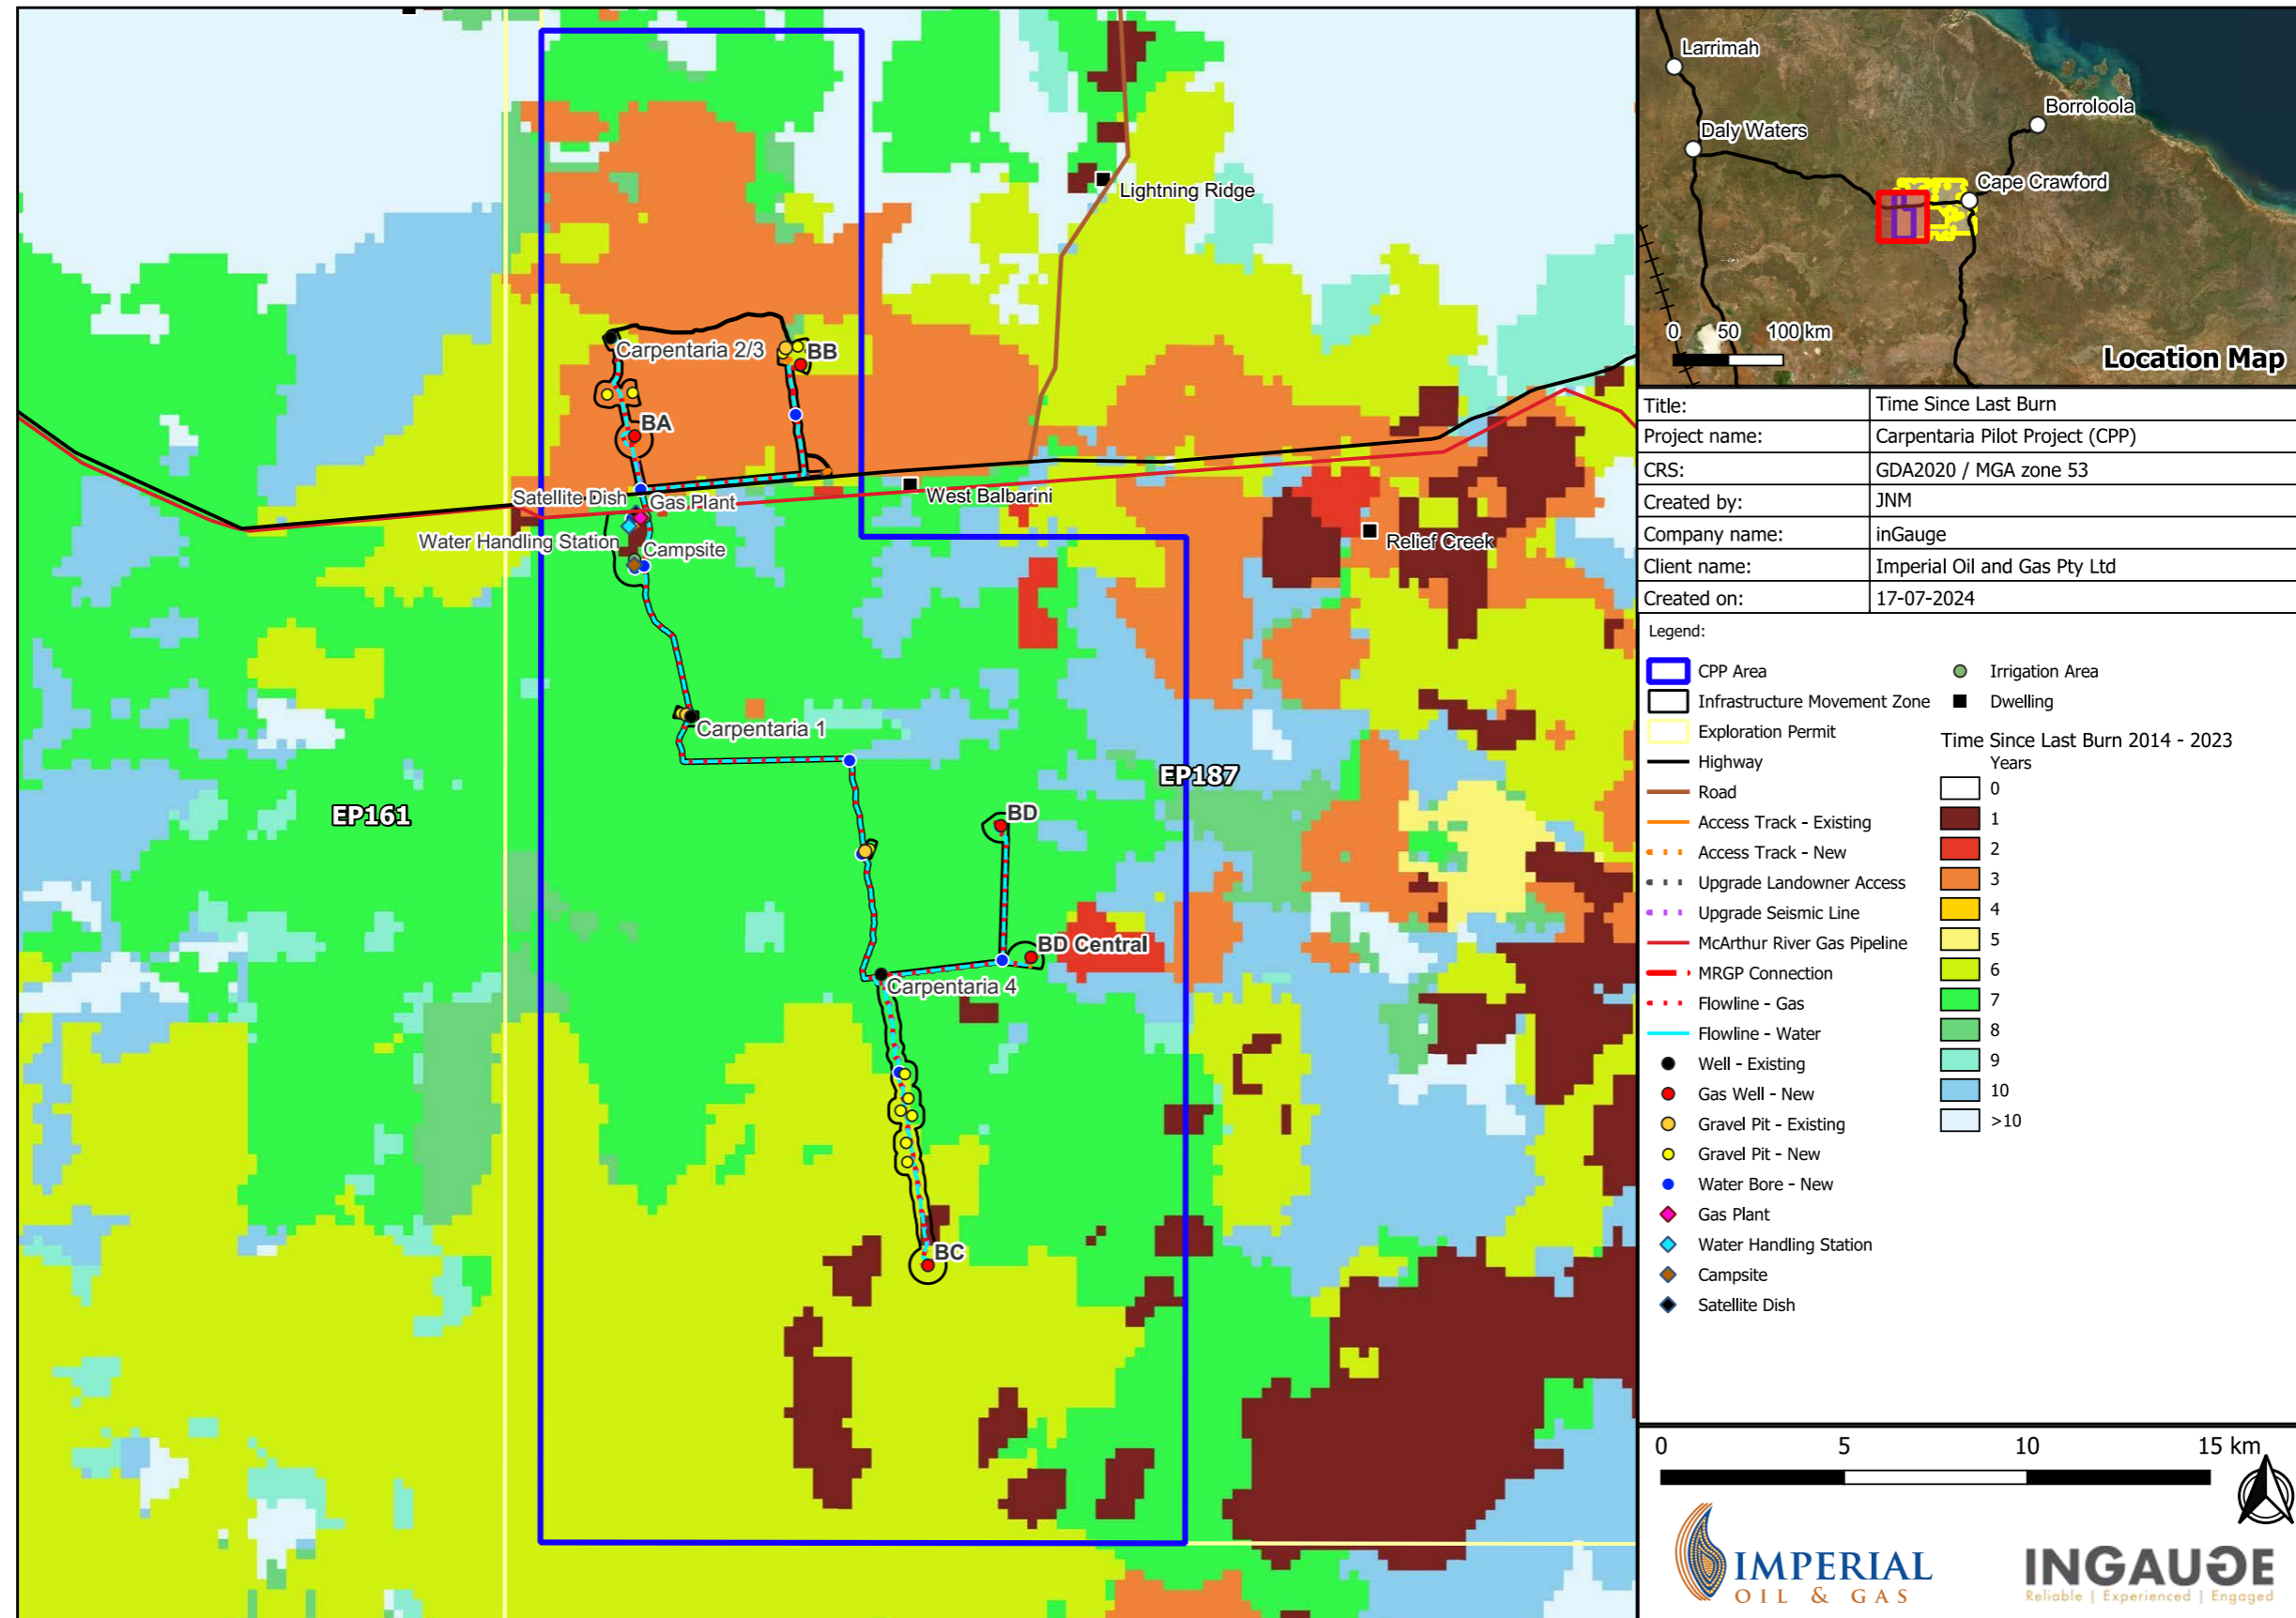 Lightning Ridge
Carpentaria 2/3
BB
BA
Satellite Dish
Gas Plant
West Balbarini
Water Handling Station
Campsite
Relief Creek
Carpentaria 1
EP187
EP161
BD
BD Central
Carpentaria 4
BC
Larrimah
Daly Waters
Borroloola
Cape Crawford
0 50 100 km
Location Map
Title: Time Since Last Burn
Project name: Carpentaria Pilot Project (CPP)
CRS: GDA2020 / MGA zone 53
Created by: JNM
Company name: inGauge
Client name: Imperial Oil and Gas Pty Ltd
Created on: 17-07-2024
Legend:
CPP Area
Infrastructure Movement Zone
Exploration Permit
Highway
Road
Access Track - Existing
Access Track - New
Upgrade Landowner Access
Upgrade Seismic Line
McArthur River Gas Pipeline
MRGP Connection
Flowline - Gas
Flowline - Water
Well - Existing
Gas Well - New
Gravel Pit - Existing
Gravel Pit - New
Water Bore - New
Gas Plant
Water Handling Station
Campsite
Satellite Dish
Irrigation Area
Dwelling
Time Since Last Burn 2014 - 2023
Years
0
1
2
3
4
5
6
7
8
9
10
>10
0 5 10 15 km
IMPERIAL
OIL & GAS
INGAUGE
Reliable | Experienced | Engaged